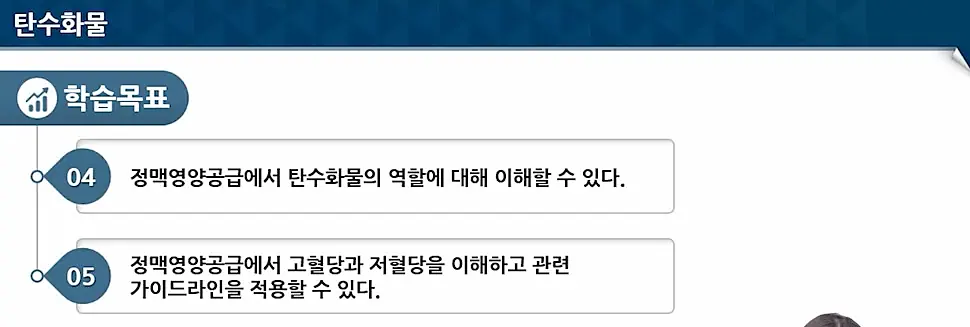 탄수화물
학습목표
04
정맥영양공급에서 탄수화물의 역할에 대해 이해할 수 있다.
05
정맥영양공급에서 고혈당과 저혈당을 이해하고 관련
가이드라인을 적용할 수 있다.